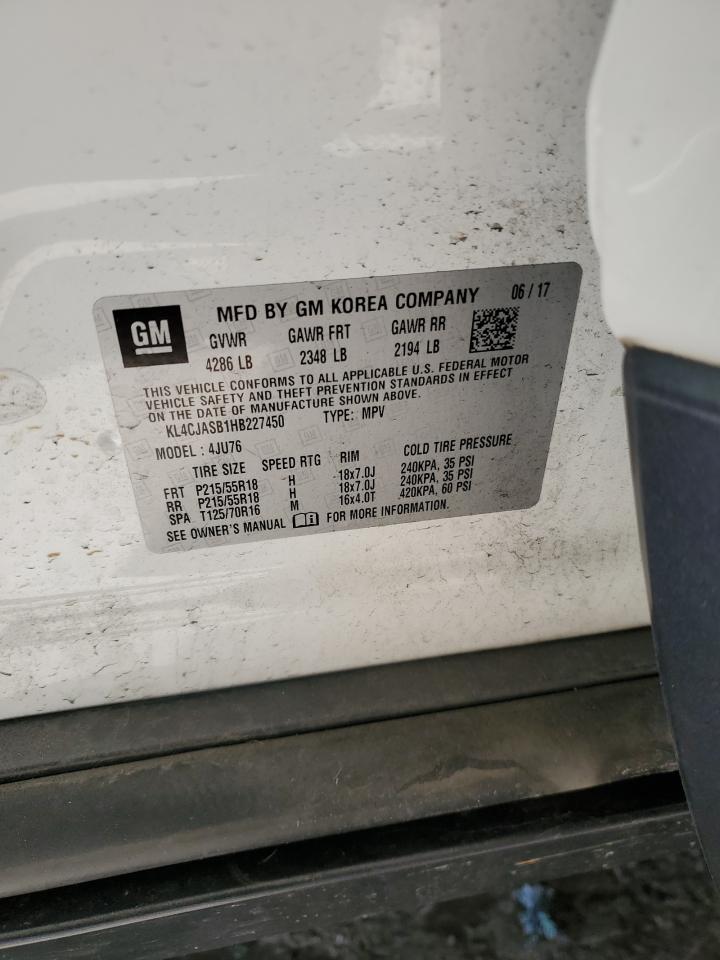 GM
MFD BY GM KOREA COMPANY 06 / 17
GVWR GAWR FRT GAWR RR
4286 LB 2348 LB 2194 LB
THIS VEHICLE CONFORMS TO ALL APPLICABLE U.S. FEDERAL MOTOR
VEHICLE SAFETY AND THEFT PREVENTION STANDARDS IN EFFECT
ON THE DATE OF MANUFACTURE SHOWN ABOVE.
KL4CJASB1HB227450 TYPE: MPV
MODEL : 4JU76
TIRE SIZE SPEED RTG RIM COLD TIRE PRESSURE
FRT P215/55R18 H 18x7.0J 240KPA, 35 PSI
RR P215/55R18 H 18x7.0J 240KPA, 35 PSI
SPA T125/70R16 M 16x4.0T 420KPA, 60 PSI
SEE OWNER'S MANUAL FOR MORE INFORMATION.